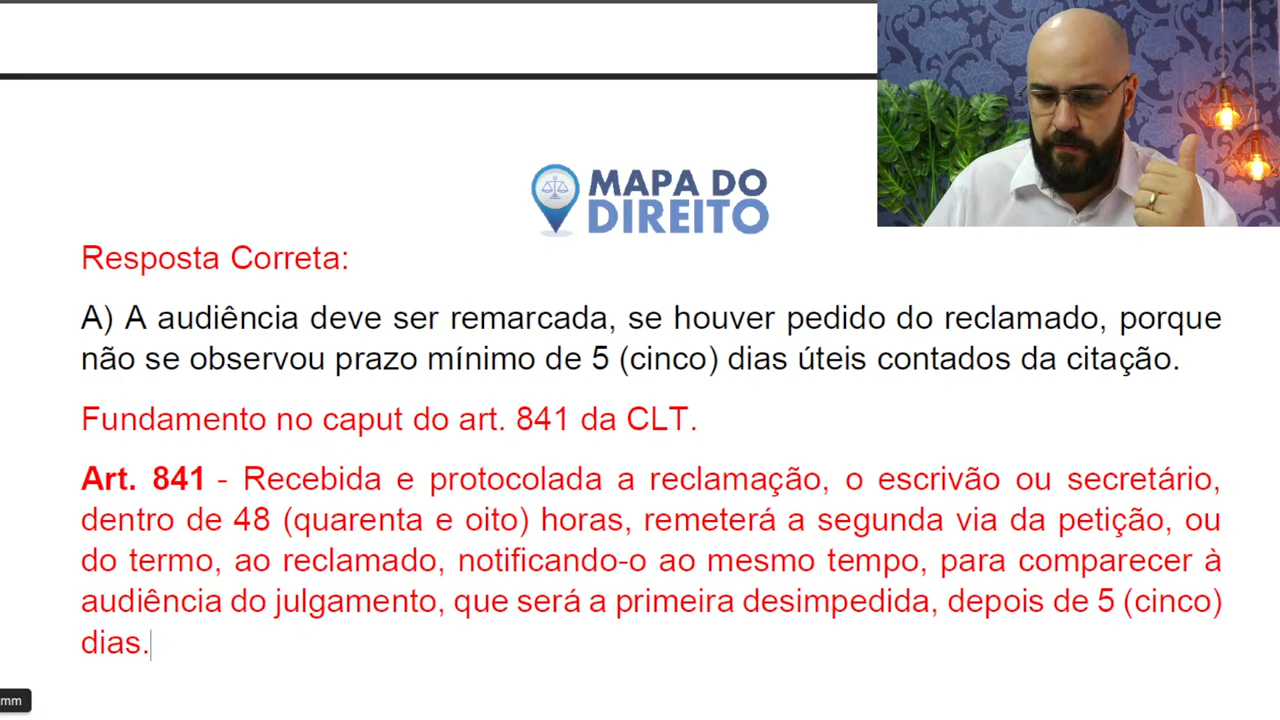 MAPA DO
DIREITO
Resposta Correta:
A) A audiência deve ser remarcada, se houver pedido do reclamado, porque
não se observou prazo mínimo de 5 (cinco) dias úteis contados da citação.
Fundamento no caput do art. 841 da CLT.
Art. 841 - Recebida e protocolada a reclamação, o escrivão ou secretário,
dentro de 48 (quarenta e oito) horas, remeterá a segunda via da petição, ou
do termo, ao reclamado, notificando-o ao mesmo tempo, para comparecer à
audiência do julgamento, que será a primeira desimpedida, depois de 5 (cinco)
dias.
mm